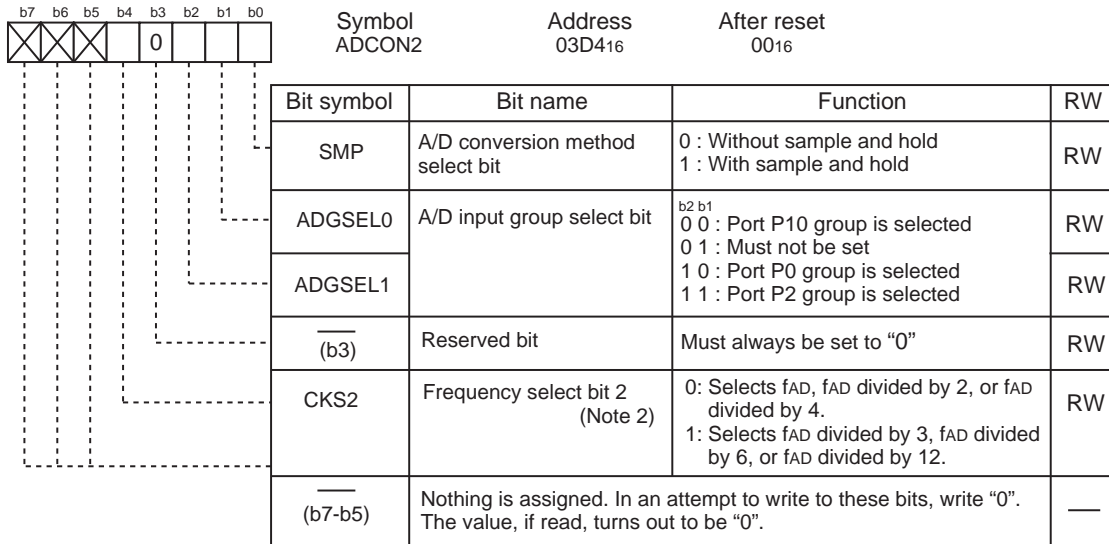 b7 b6 b5 b4 b3 b2 b1 b0
0
Symbol Address After reset
ADCON2 03D416 0016
Bit symbol Bit name Function RW
SMP
A/D conversion method
select bit
0 : Without sample and hold
1 : With sample and hold
RW
ADGSEL0
A/D input group select bit
b2 b1
0 0 : Port P10 group is selected
0 1 : Must not be set
1 0 : Port P0 group is selected
1 1 : Port P2 group is selected
RW
ADGSEL1
RW
(b3)
Reserved bit
Must always be set to “0”
RW
CKS2
Frequency select bit 2
(Note 2)
0: Selects fAD, fAD divided by 2, or fAD
divided by 4.
1: Selects fAD divided by 3, fAD divided
by 6, or fAD divided by 12.
RW
(b7-b5)
Nothing is assigned. In an attempt to write to these bits, write “0”.
The value, if read, turns out to be “0”.
—